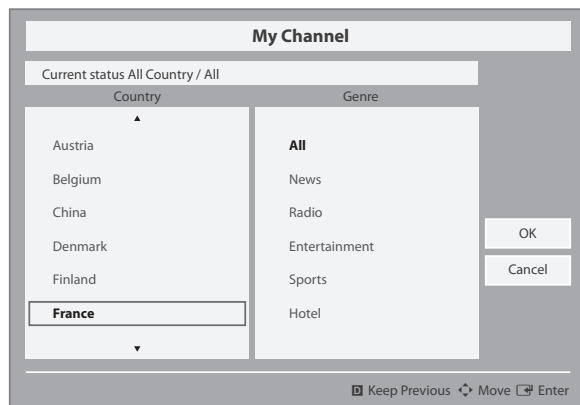 My Channel
Current status All Country / All
Country
Genre
Austria
Belgium
China
Denmark
Finland
France
All
News
Radio
Entertainment
Sports
Hotel
OK
Cancel
D Keep Previous Move Enter